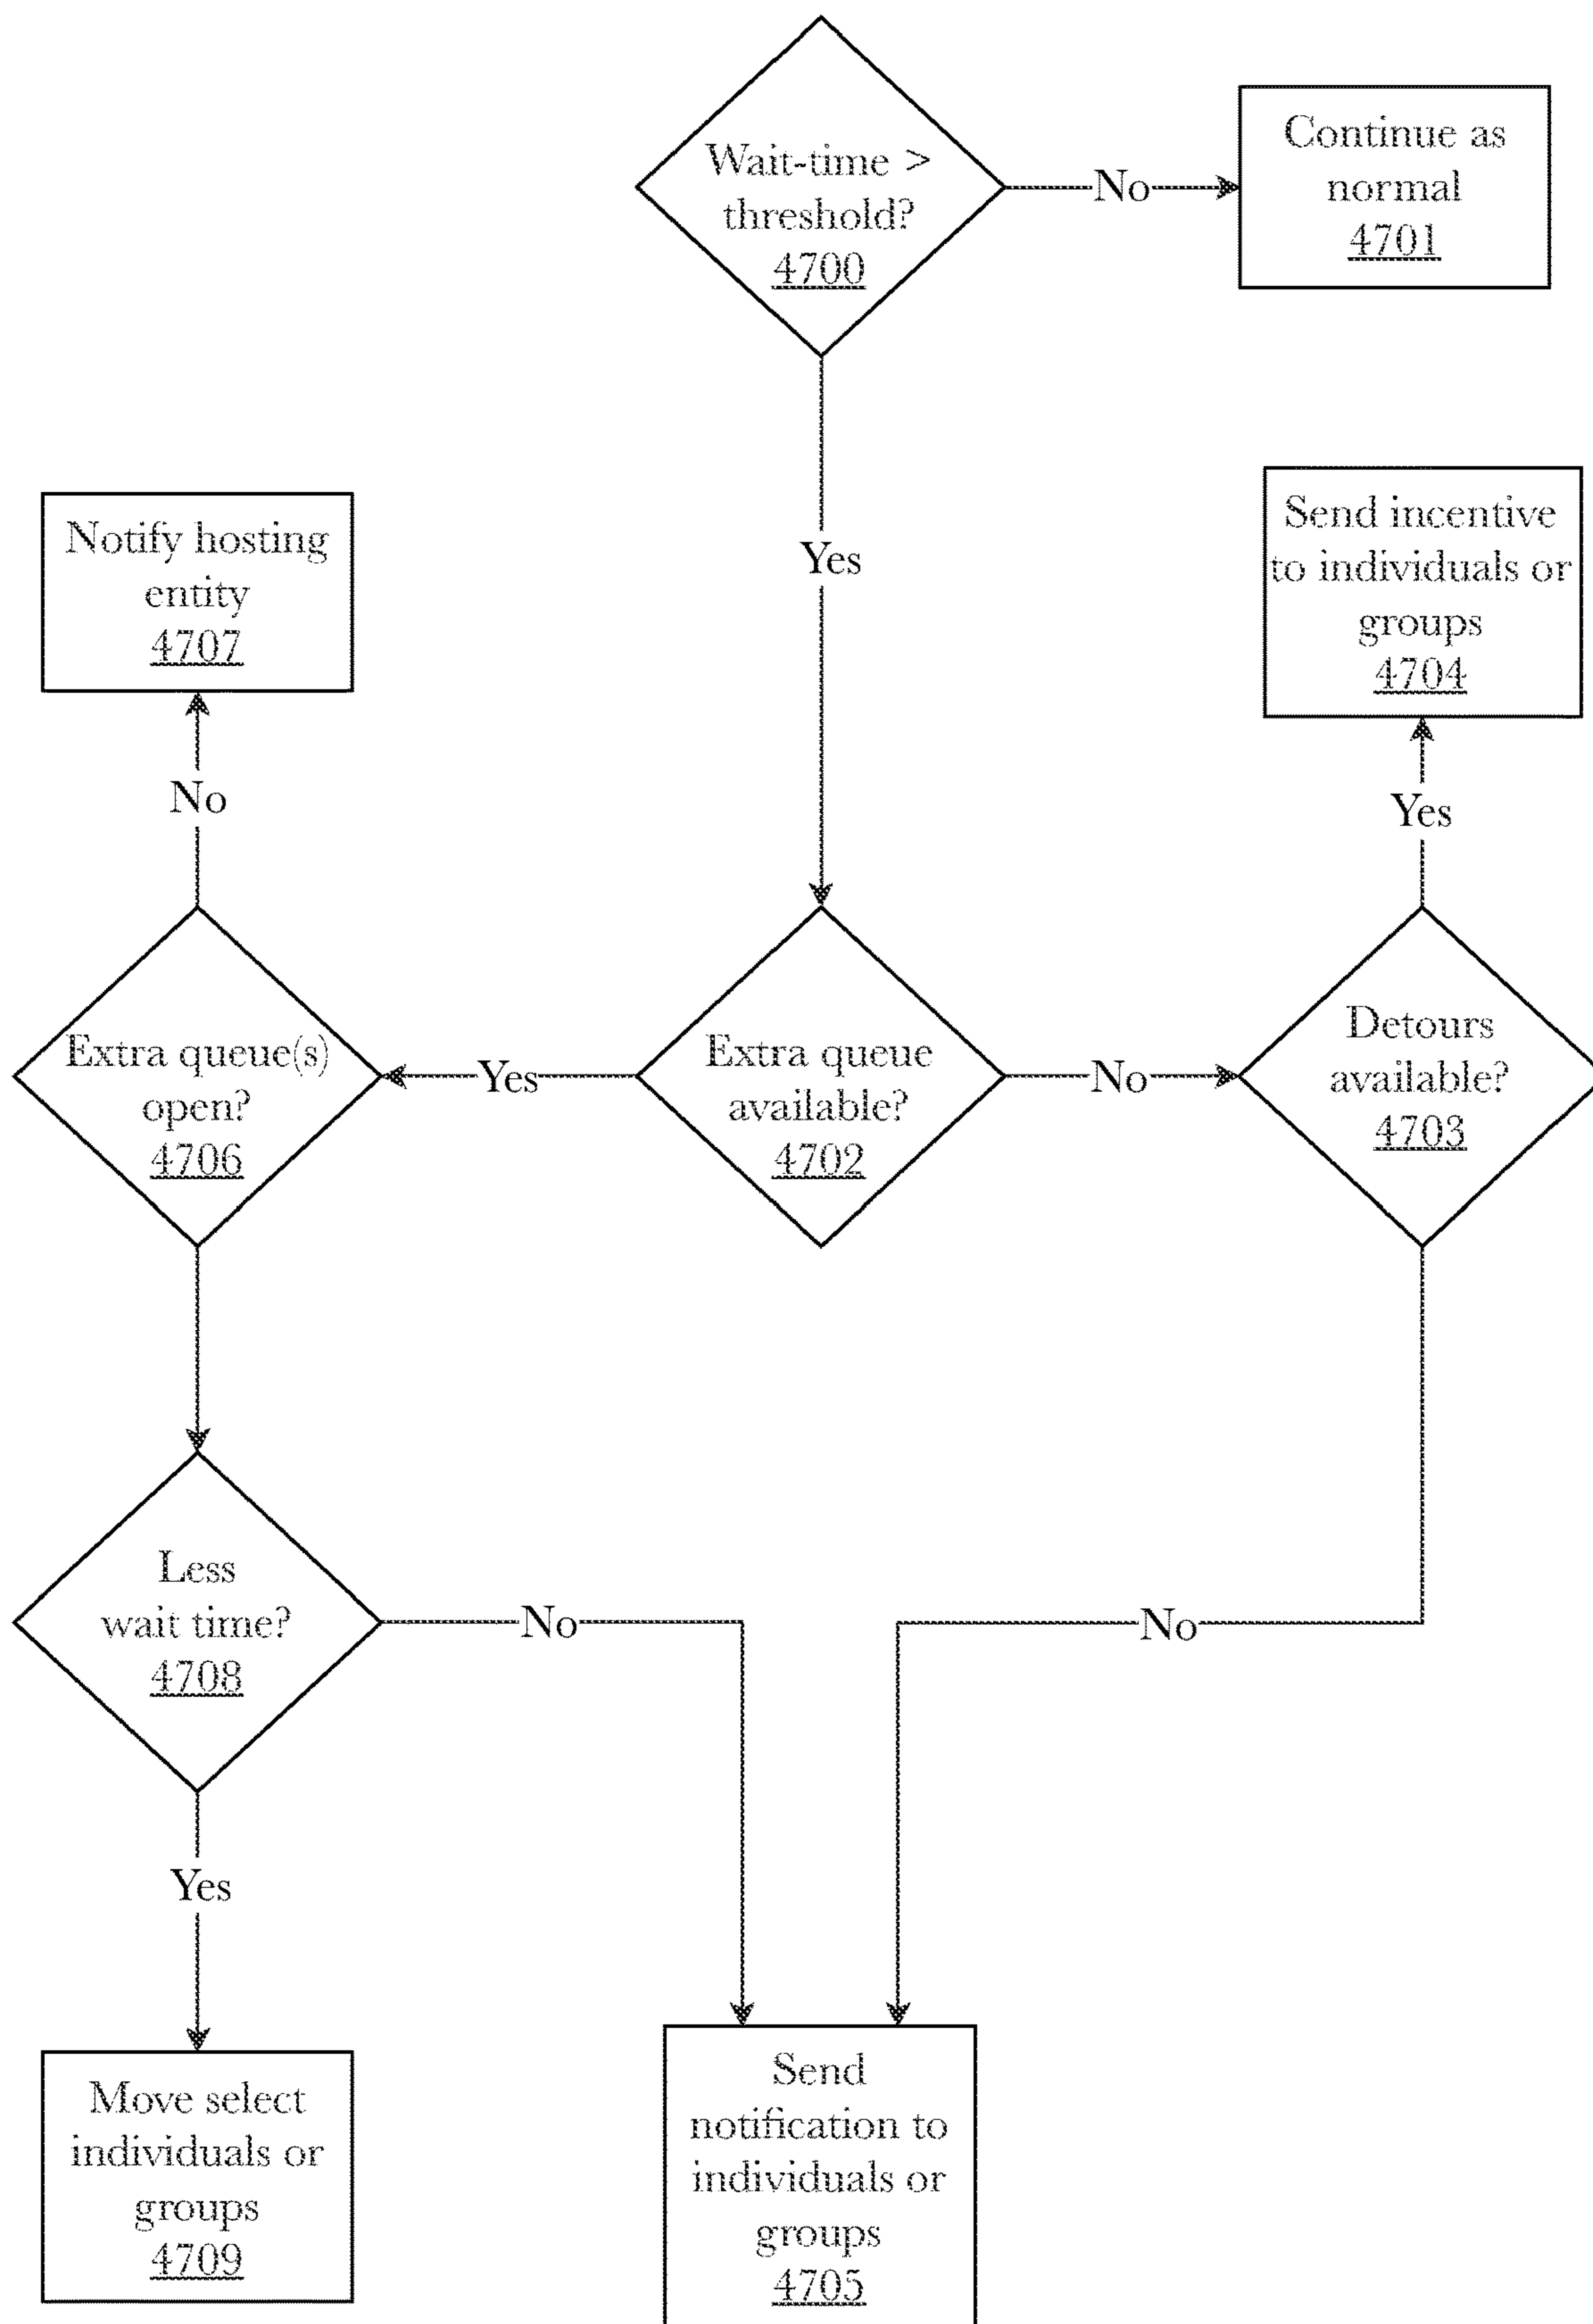 Wait-time >
threshold?
4700
No
Continue as
normal
4701
Yes
Notify hosting
entity
4707
Send incentive
to individuals or
groups
4704
No
Yes
Extra queue(s)
open?
4706
Yes
Extra queue
available?
4702
No
Detours
available?
4703
Less
wait time?
4708
No
No
Yes
Move select
individuals or
groups
4709
Send
notification to
individuals or
groups
4705